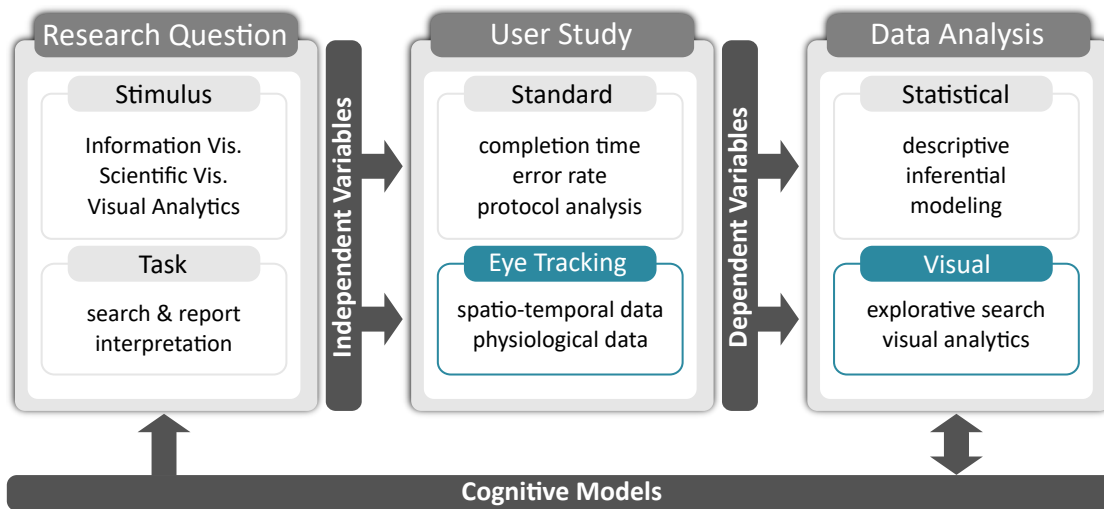 Research Question
Stimulus
Information Vis.
Scientific Vis.
Visual Analytics
Task
search & report
interpretation
Independent Variables
User Study
Standard
completion time
error rate
protocol analysis
Eye Tracking
spatio-temporal data
physiological data
Dependent Variables
Data Analysis
Statistical
descriptive
inferential
modeling
Visual
explorative search
visual analytics
Cognitive Models